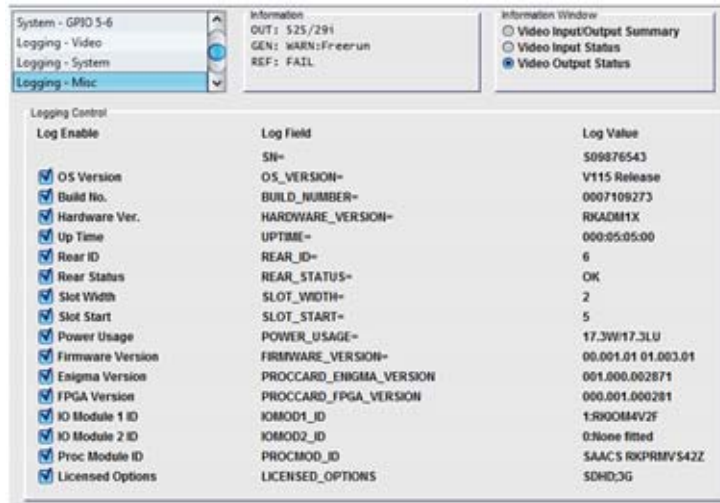 System - GPIO 5-6
Logging - Video
Logging - System
Logging - Misc
Information
OUT: 525/29i
GEN: WARN:Freerun
REF: FAIL
Information Window
Video Input/Output Summary
Video Input Status
Video Output Status
Logging Control
Log Enable Log Field Log Value
SN= S09876543
OS Version OS_VERSION= V115 Release
Build No. BUILD_NUMBER= 0007109273
Hardware Ver. HARDWARE_VERSION= RKADM1X
Up Time UPTIME= 000:05:05:00
Rear ID REAR_ID= 6
Rear Status REAR_STATUS= OK
Slot Width SLOT_WIDTH= 2
Slot Start SLOT_START= 5
Power Usage POWER_USAGE= 17.3W/17.3LU
Firmware Version FIRMWARE_VERSION= 00.001.01 01.003.01
Enigma Version PROCCARD_ENIGMA_VERSION 001.000.002871
FPGA Version PROCCARD_FPGA_VERSION 000.001.000281
IO Module 1 ID IOMOD1_ID 1:RKIOM4V2F
IO Module 2 ID IOMOD2_ID 0:None fitted
Proc Module ID PROCMOD_ID SAACS RKPRMVS42Z
Licensed Options LICENSED_OPTIONS SDHD;3G